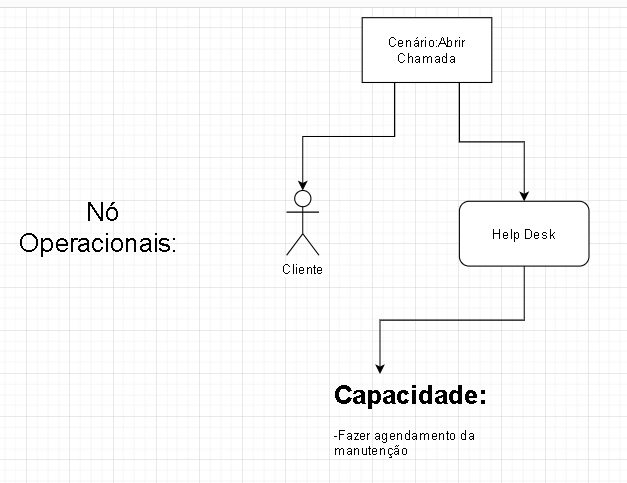 Cenário:Abrir
Chamada
Nó
Operacionais:
Help Desk
Cliente
Capacidade:
-Fazer agendamento da
manutenção